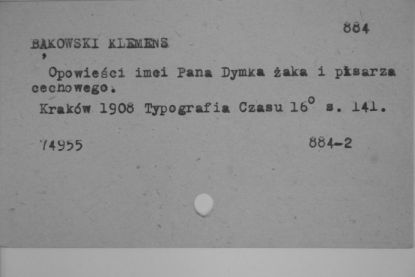 884
BĄKOWSKI KLEMENS
Opowieści imci Pana Dymka żaka i pisarza
cechowego.
Kraków 1908 Typografia Czasu 16° s. 141.
74955 884-2